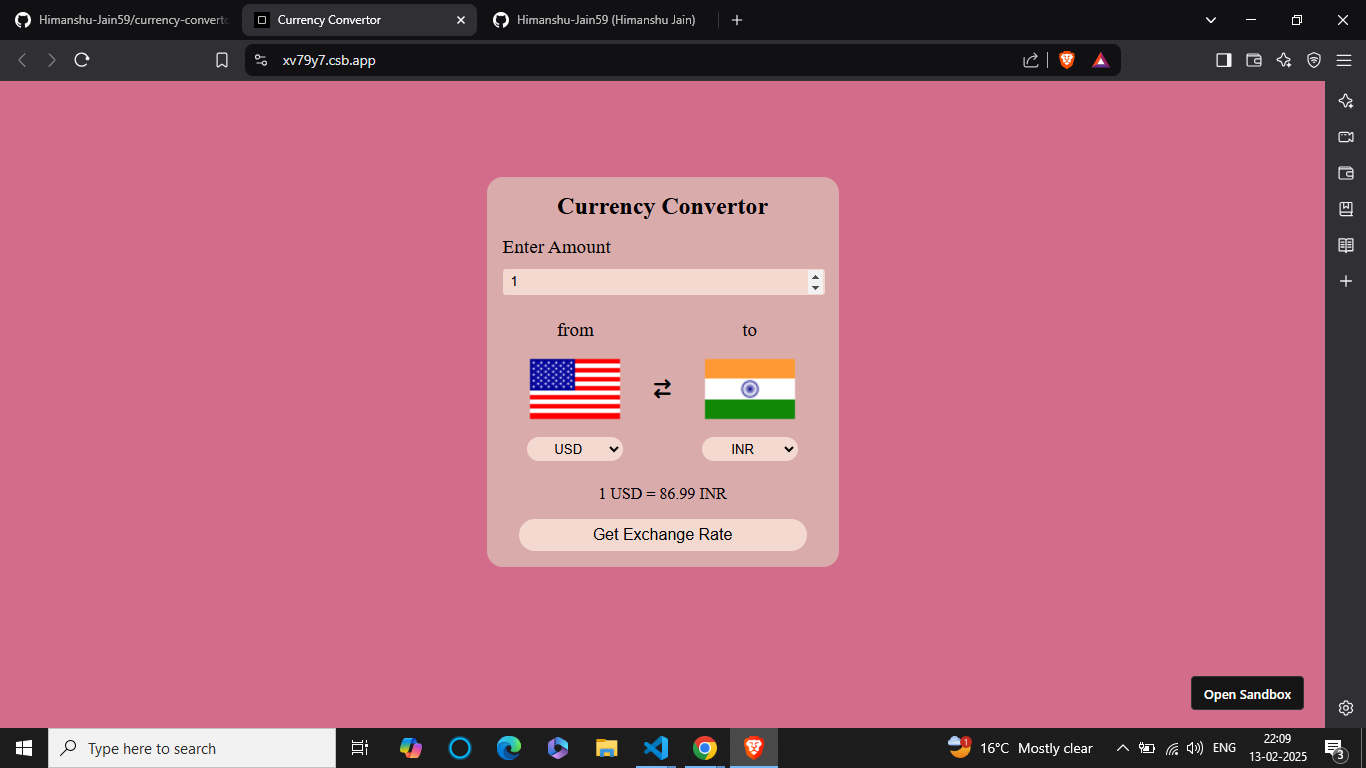 Himanshu-Jain59/currency-converto
Currency Convertor
Himanshu-Jain59 (Himanshu Jain)
xv79y7.csb.app
Currency Convertor
Enter Amount
1
from to
USD INR
1 USD = 86.99 INR
Get Exchange Rate
Open Sandbox
Type here to search
1
16°C Mostly clear
ENG
22:09
13-02-2025
3